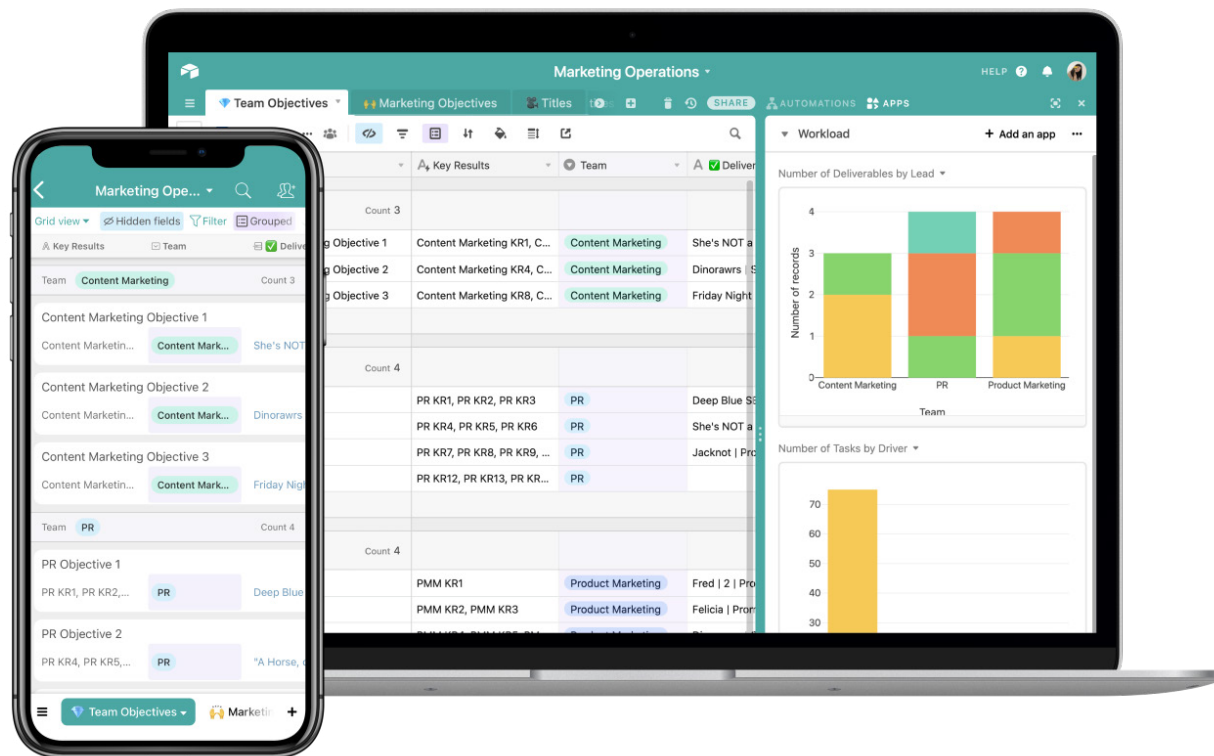 Marketing Operations
HELP
Team Objectives
Marketing Objectives
Titles
SHARE
AUTOMATIONS
APPS
Workload
+ Add an app
Key Results
Team
✅ Deliver
Count 3
g Objective 1
Content Marketing KR1, C...
Content Marketing
She's NOT a
g Objective 2
Content Marketing KR4, C...
Content Marketing
Dinorawrs | S
g Objective 3
Content Marketing KR8, C...
Content Marketing
Friday Night
Count 4
PR KR1, PR KR2, PR KR3
PR
Deep Blue SE
PR KR4, PR KR5, PR KR6
PR
She's NOT a
PR KR7, PR KR8, PR KR9, ...
PR
Jacknot | Pro
PR KR12, PR KR13, PR KR...
PR
Count 4
PMM KR1
Product Marketing
Fred | 2 | Pro
PMM KR2, PMM KR3
Product Marketing
Felicia | Prom
Number of Deliverables by Lead
4
3
2
1
0
Number of records
Content Marketing
PR
Product Marketing
Team
Number of Tasks by Driver
70
60
50
40
30
Marketing Ope...
Grid view
Hidden fields
Filter
Grouped
Key Results
Team
✅ Delive
Team
Content Marketing
Count 3
Content Marketing Objective 1
Content Marketin...
Content Mark...
She's NOT
Content Marketing Objective 2
Content Marketin...
Content Mark...
Dinorawrs
Content Marketing Objective 3
Content Marketin...
Content Mark...
Friday Nigh
Team
PR
Count 4
PR Objective 1
PR KR1, PR KR2,...
PR
Deep Blue
PR Objective 2
PR KR4, PR KR5,...
PR
"A Horse, c
Team Objectives
Marketin
+